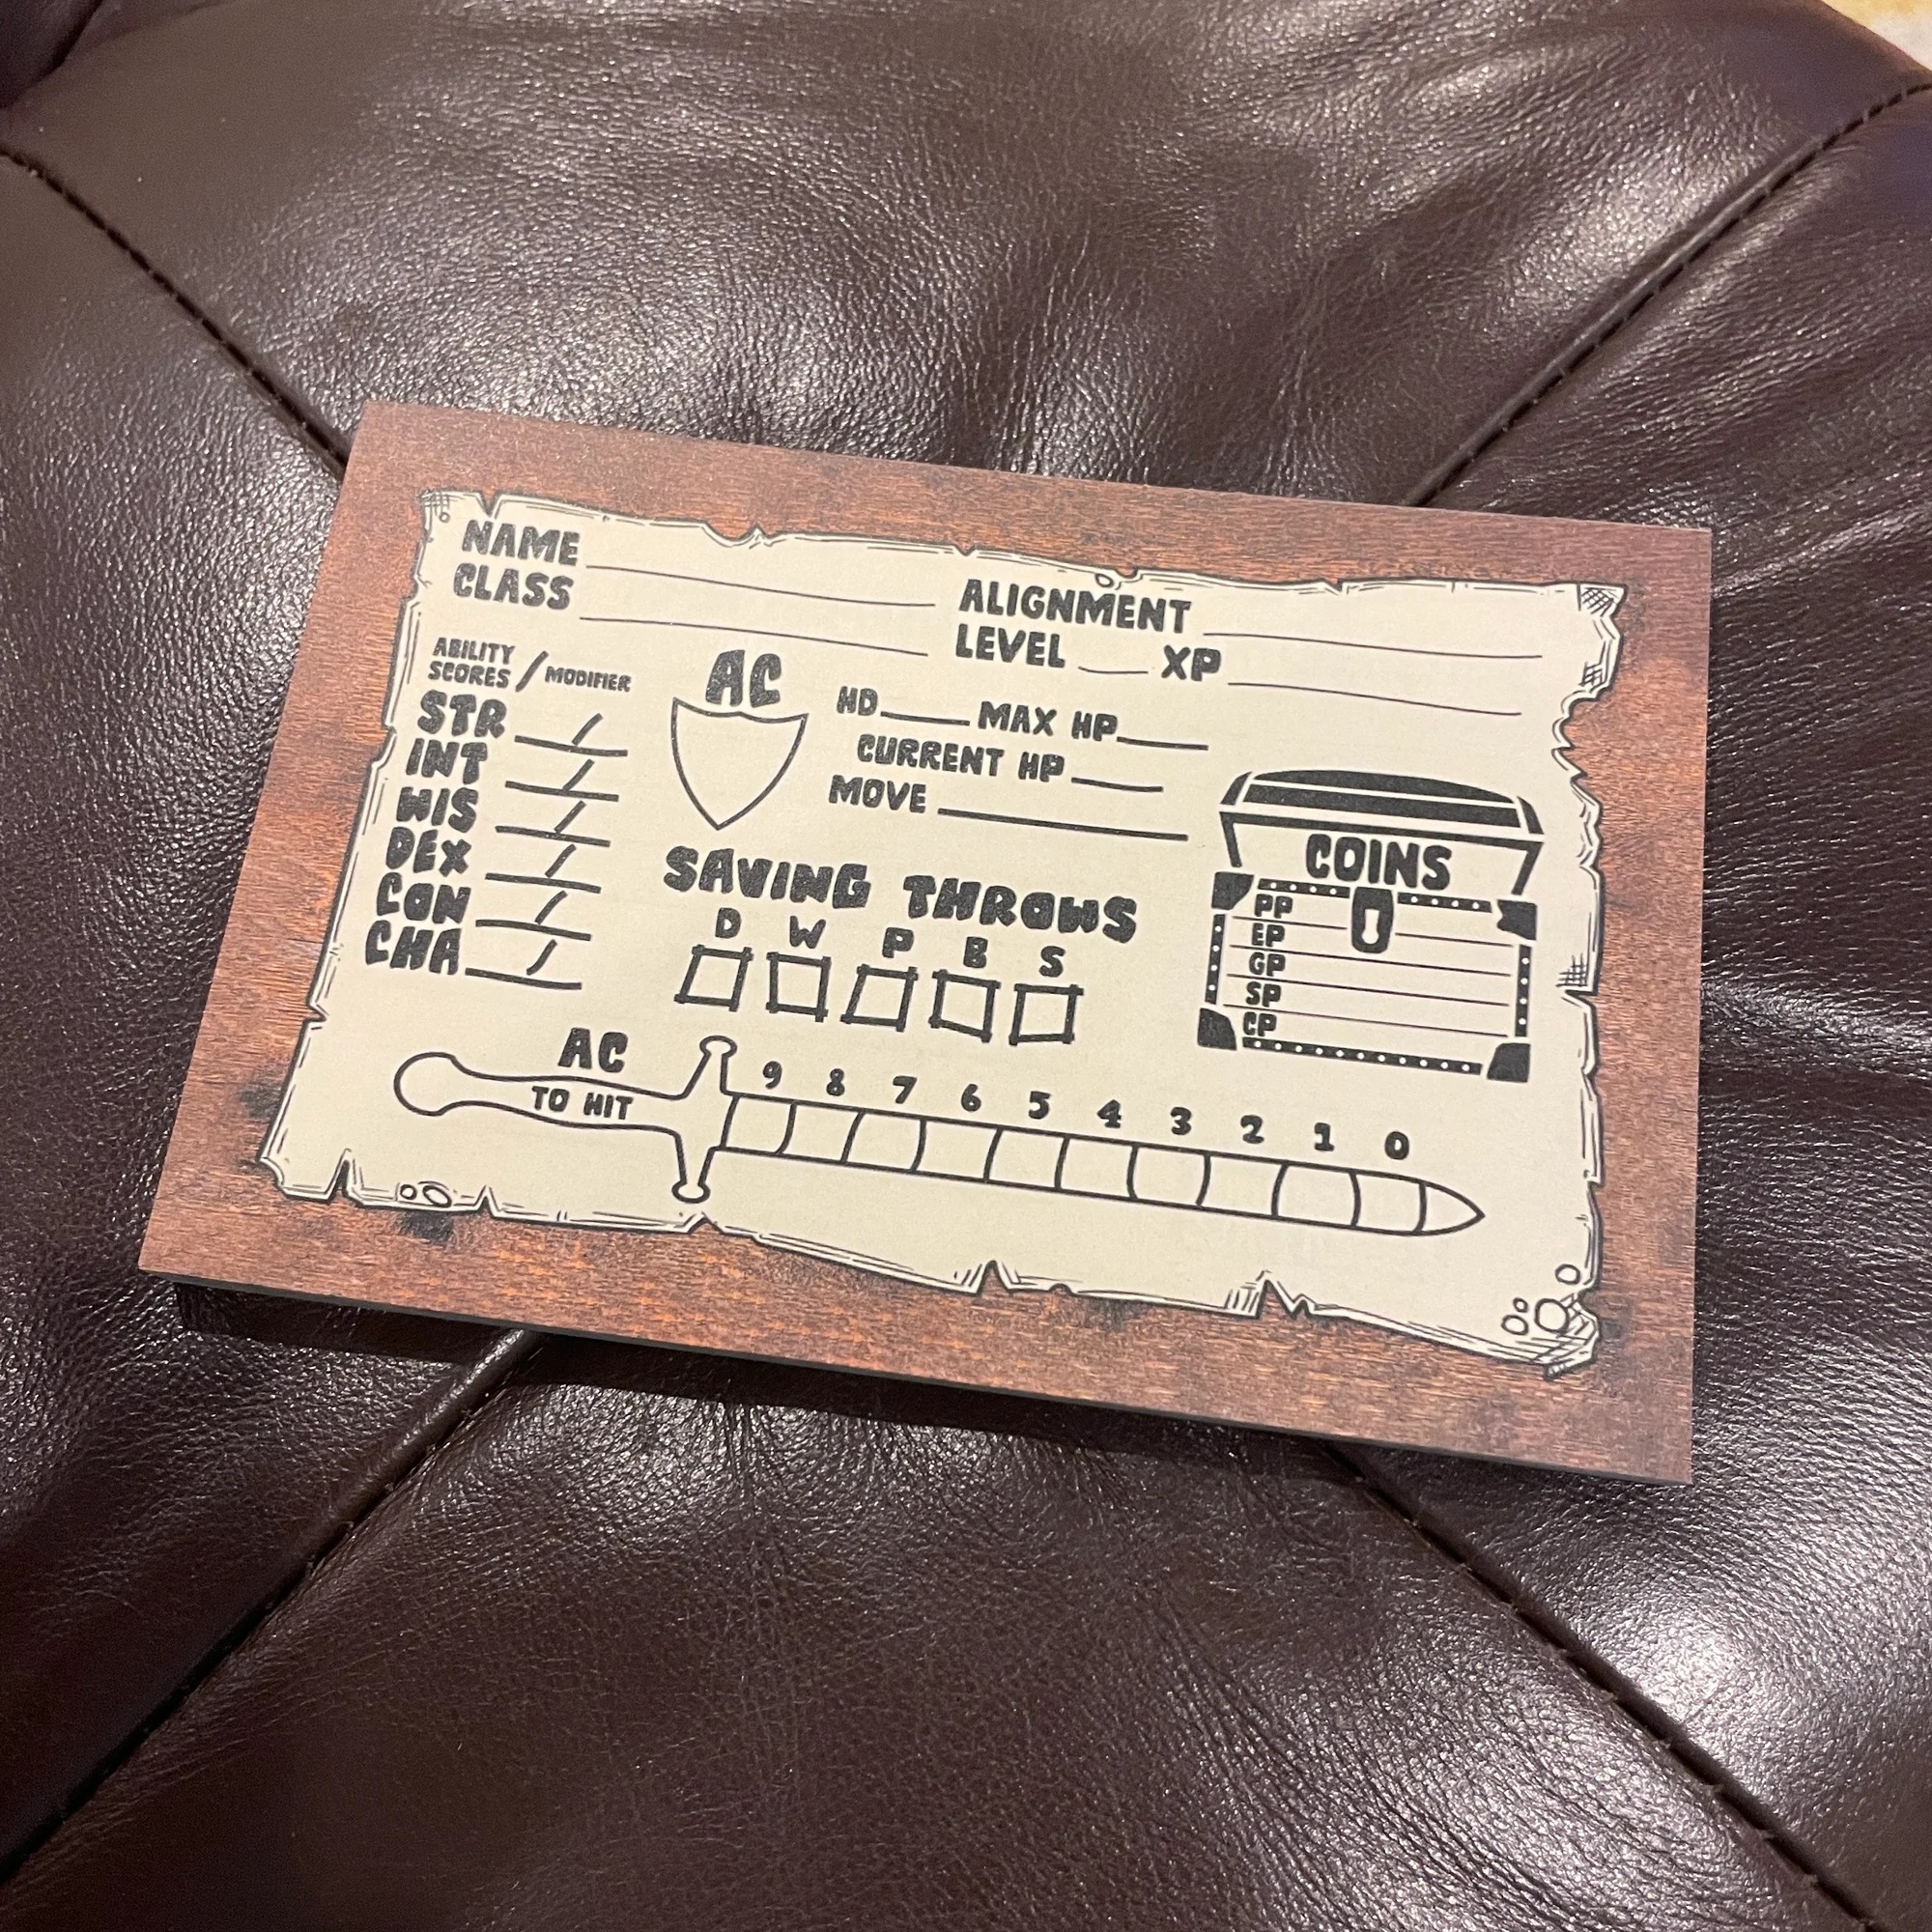 NAME
CLASS
ALIGNMENT
LEVEL XP
ABILITY
SCORES / MODIFIER
STR
INT
WIS
DEX
CON
CHA
AC
HD MAX HP
CURRENT HP
MOVE
SAVING THROWS
D W P B S
COINS
PP
EP
GP
SP
CP
AC
TO HIT
9 8 7 6 5 4 3 2 1 0